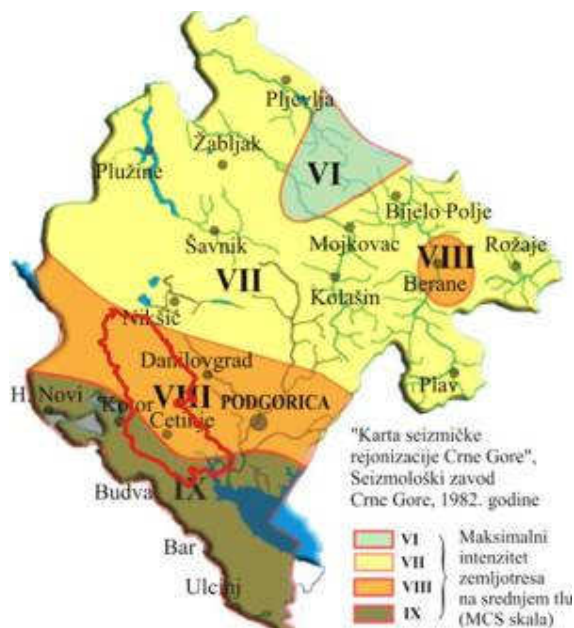 Pljevlja
Žabljak
Plužine
VI
Bijelo Polje
Šavnik
Mojkovac
Rožaje
VIII
VII
Berane
Kolašin
Nikšić
Danilovgrad
Plav
VIII
H. Novi
Kotor
PODGORICA
Cetinje
IX
Budva
Bar
Ulcinj
"Karta seizmičke
rejonizacije Crne Gore",
Seizmološki zavod
Crne Gore, 1982. godine
VI
VII
VIII
IX
Maksimalni
intenzitet
zemljotresa
na srednjem tlu
(MCS skala)